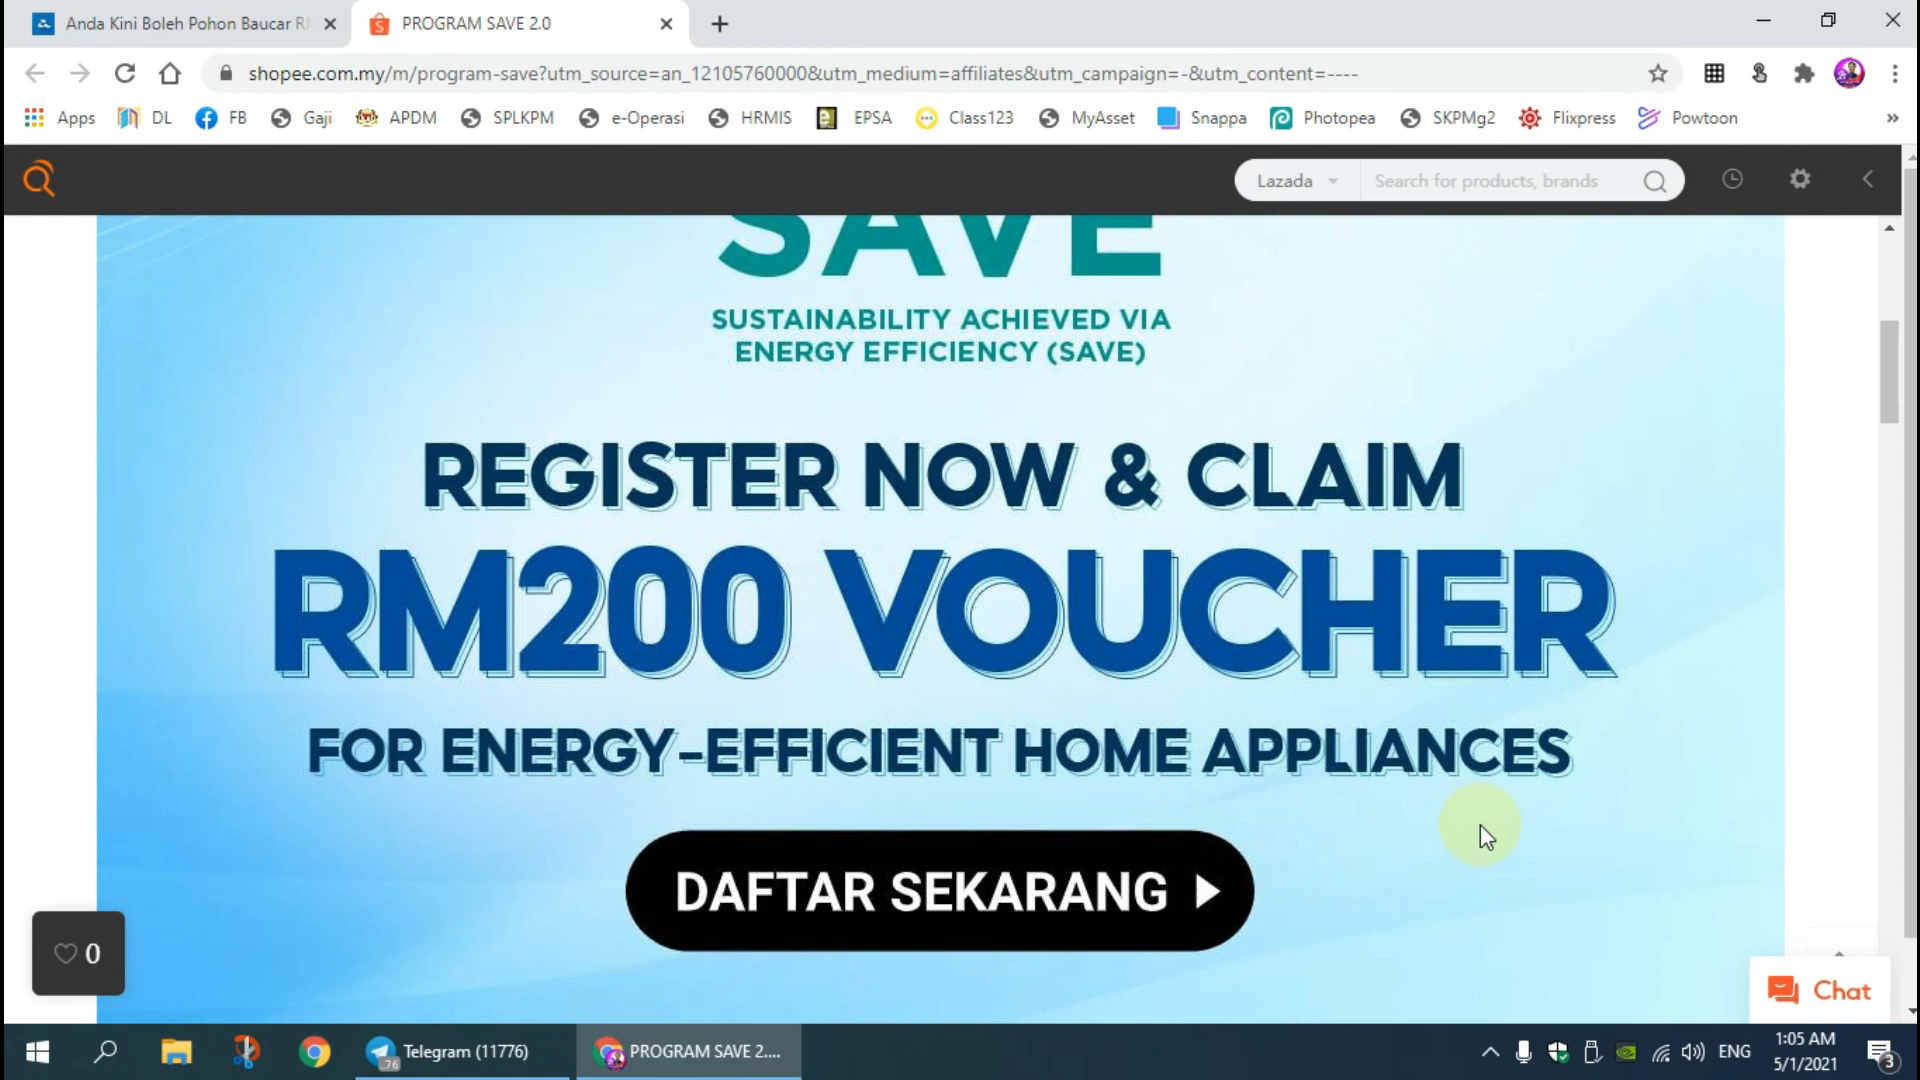 Anda Kini Boleh Pohon Baucar R
PROGRAM SAVE 2.0
shopee.com.my/m/program-save?utm_source=an_12105760000&utm_medium=affiliates&utm_campaign=-&utm_content=----
Apps DL FB Gaji APDM SPLKPM e-Operasi HRMIS EPSA Class123 MyAsset Snappa Photopea SKPMg2 Flixpress Powtoon »
Lazada Search for products, brands
SAVE
SUSTAINABILITY ACHIEVED VIA
ENERGY EFFICIENCY (SAVE)
REGISTER NOW & CLAIM
RM200 VOUCHER
FOR ENERGY-EFFICIENT HOME APPLIANCES
DAFTAR SEKARANG
0
Chat
Telegram (11776)
76
PROGRAM SAVE 2....
ENG
1:05 AM
5/1/2021
3